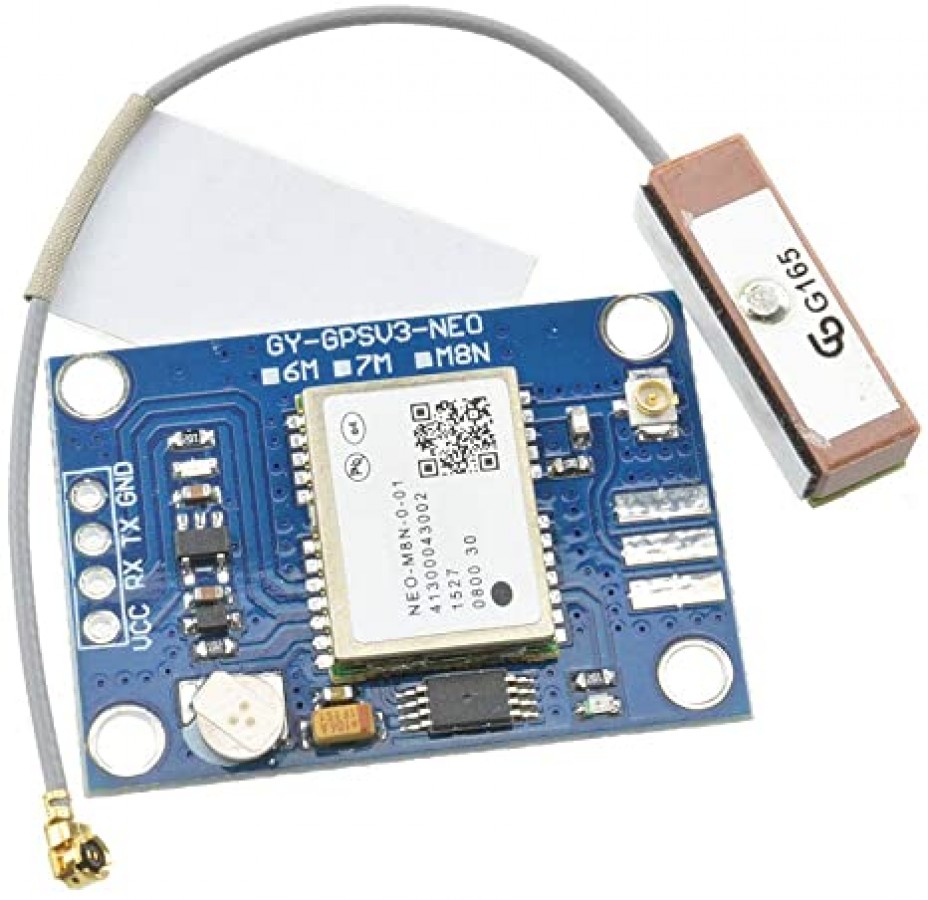 GY-GPSV3-NEO
■6M ■7M ■M8N
NEO-M8N-0-01
41300043002
1527
0800 30
GND
TX
RX
VCC
G165